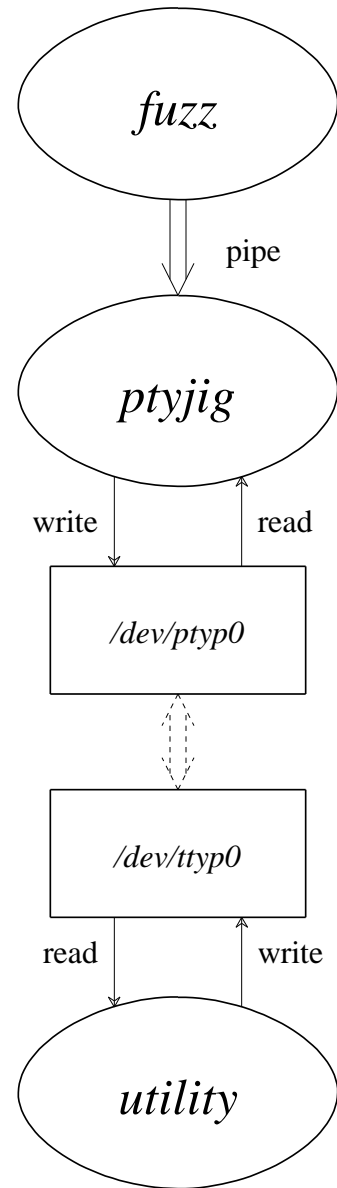 fuzz
pipe
ptyjig
write read
/dev/ptyp0
/dev/ttyp0
read write
utility